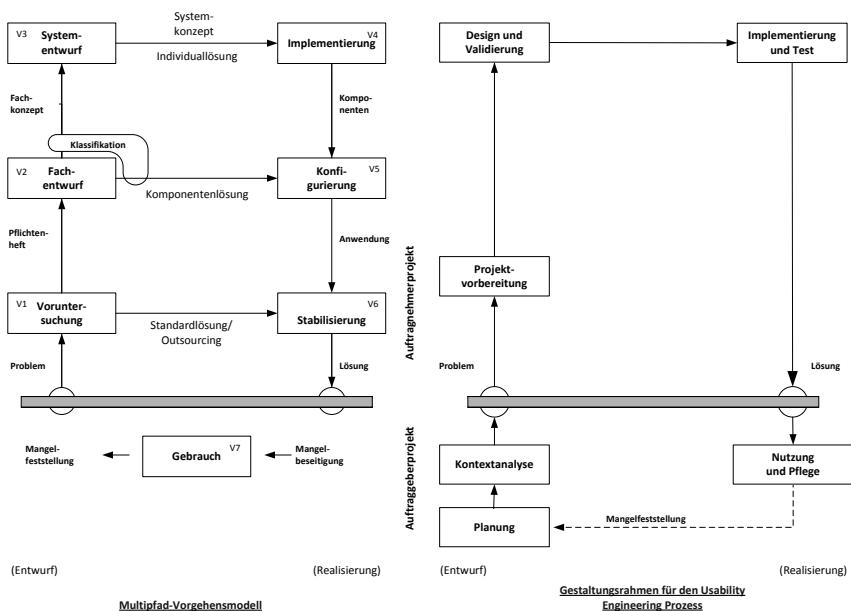 System-
konzept
V3
System-
entwurf
V4
Implementierung
Individuallösung
Fach-
konzept
Kompo-
nenten
Klassifikation
V2
Fach-
entwurf
V5
Konfi-
gurierung
Komponentenlösung
Pflichten-
heft
Anwendung
V1
Vorunter-
suchung
V6
Stabilisierung
Standardlösung/
Outsourcing
Problem
Lösung
Mangel-
feststellung
V7
Gebrauch
Mangel-
beseitigung
(Entwurf)
(Realisierung)
Multipfad-Vorgehensmodell
Design und
Validierung
Implementierung
und Test
Auftragnehmerprojekt
Projekt-
vorbereitung
Problem
Lösung
Auftraggeberprojekt
Kontextanalyse
Nutzung
und Pflege
Planung
Mangelfeststellung
(Entwurf)
(Realisierung)
Gestaltungsrahmen für den Usability
Engineering Prozess